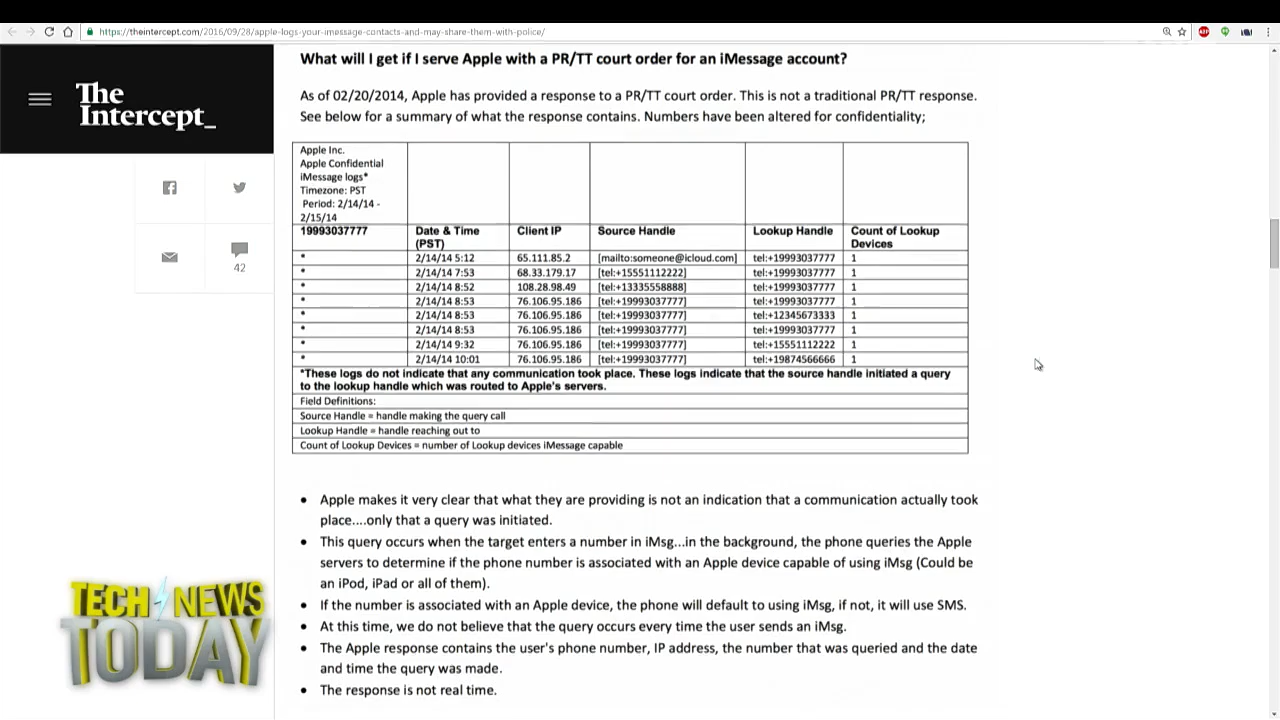 https://theintercept.com/2016/09/28/apple-logs-your-imessage-contacts-and-may-share-them-with-police/
ABP
The
Intercept_
42
What will I get if I serve Apple with a PR/TT court order for an iMessage account?
As of 02/20/2014, Apple has provided a response to a PR/TT court order. This is not a traditional PR/TT response.
See below for a summary of what the response contains. Numbers have been altered for confidentiality;
Apple Inc.
Apple Confidential
iMessage logs*
Timezone: PST
Period: 2/14/14 -
2/15/14
19993037777 Date & Time (PST) Client IP Source Handle Lookup Handle Count of Lookup Devices
* 2/14/14 5:12 65.111.85.2 [mailto:someone@icloud.com] tel:+19993037777 1
* 2/14/14 7:53 68.33.179.17 [tel:+15551112222] tel:+19993037777 1
* 2/14/14 8:52 108.28.98.49 [tel:+13335558888] tel:+19993037777 1
* 2/14/14 8:53 76.106.95.186 [tel:+19993037777] tel:+19993037777 1
* 2/14/14 8:53 76.106.95.186 [tel:+19993037777] tel:+12345673333 1
* 2/14/14 8:53 76.106.95.186 [tel:+19993037777] tel:+19993037777 1
* 2/14/14 9:32 76.106.95.186 [tel:+19993037777] tel:+15551112222 1
* 2/14/14 10:01 76.106.95.186 [tel:+19993037777] tel:+19874566666 1
*These logs do not indicate that any communication took place. These logs indicate that the source handle initiated a query
to the lookup handle which was routed to Apple's servers.
Field Definitions:
Source Handle = handle making the query call
Lookup Handle = handle reaching out to
Count of Lookup Devices = number of Lookup devices iMessage capable
• Apple makes it very clear that what they are providing is not an indication that a communication actually took
place....only that a query was initiated.
• This query occurs when the target enters a number in iMsg...in the background, the phone queries the Apple
servers to determine if the phone number is associated with an Apple device capable of using iMsg (Could be
an iPod, iPad or all of them).
• If the number is associated with an Apple device, the phone will default to using iMsg, if not, it will use SMS.
• At this time, we do not believe that the query occurs every time the user sends an iMsg.
• The Apple response contains the user's phone number, IP address, the number that was queried and the date
and time the query was made.
• The response is not real time.
TECH NEWS
TODAY